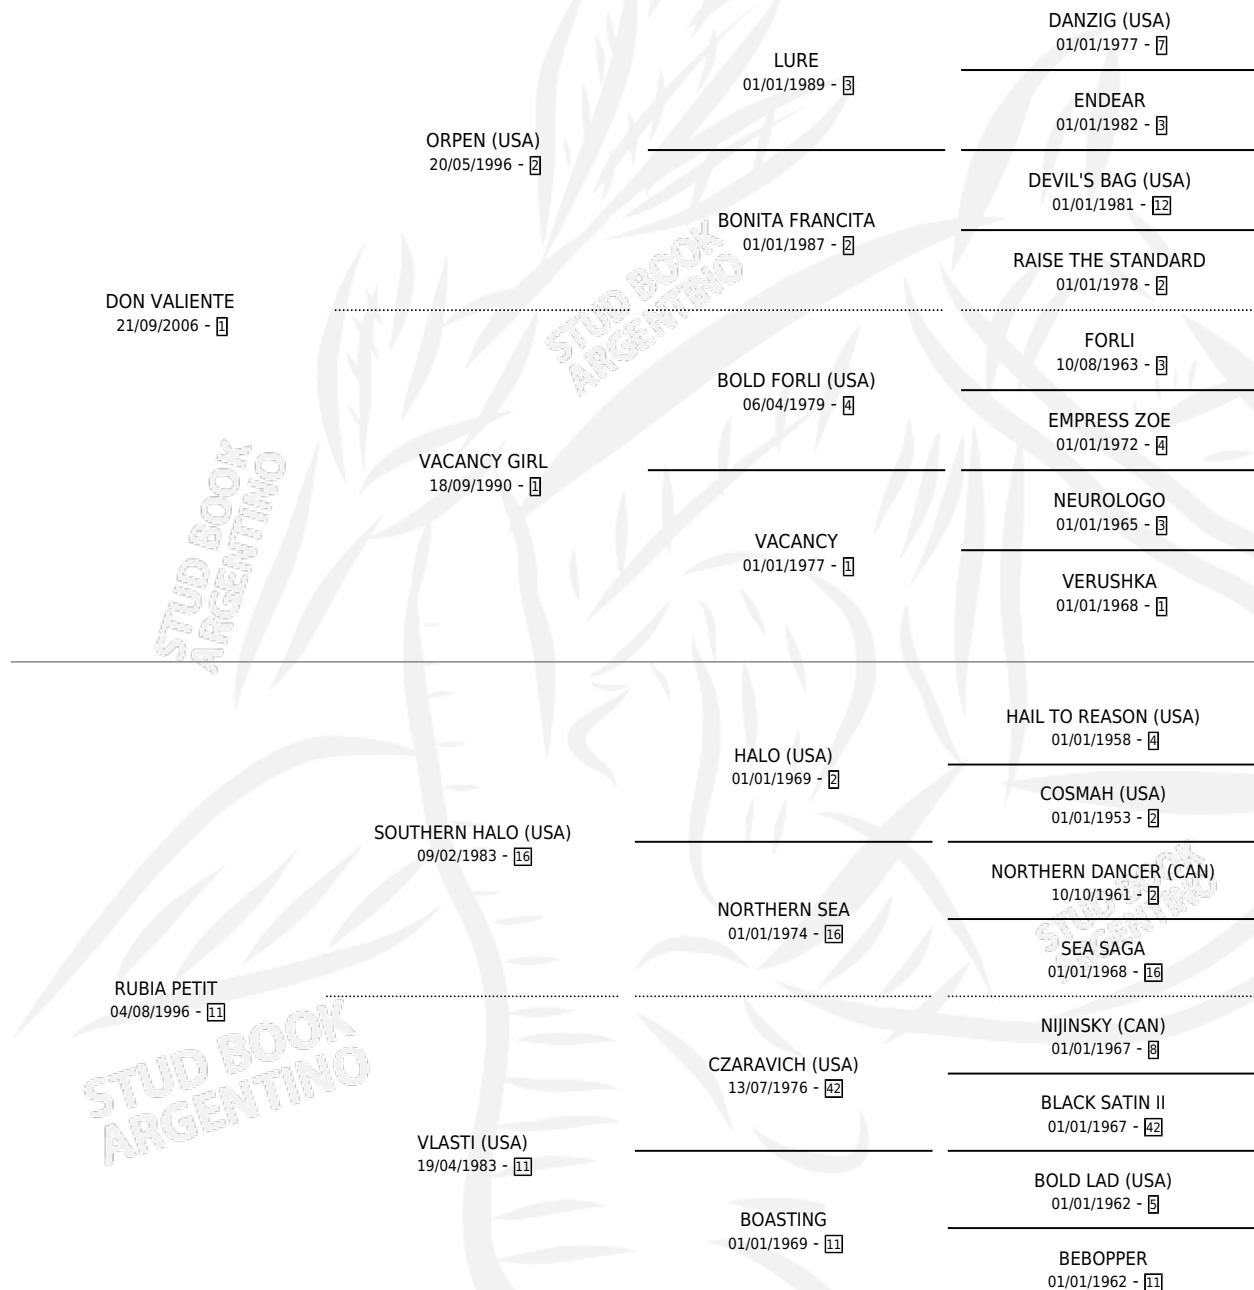 DANZIG (USA)
01/01/1977 - 7
LURE
01/01/1989 - 3
ENDEAR
01/01/1982 - 3
ORPEN (USA)
20/05/1996 - 2
DEVIL'S BAG (USA)
01/01/1981 - 12
BONITA FRANCITA
01/01/1987 - 2
RAISE THE STANDARD
01/01/1978 - 2
DON VALIENTE
21/09/2006 - 1
STUD BOOK
ARGENTINO
FORLI
10/08/1963 - 3
BOLD FORLI (USA)
06/04/1979 - 4
EMPRESS ZOE
01/01/1972 - 4
VACANCY GIRL
18/09/1990 - 1
NEUROLOGO
01/01/1965 - 3
VACANCY
01/01/1977 - 1
VERUSHKA
01/01/1968 - 1
STUD BOOK
ARGENTINO
HAIL TO REASON (USA)
01/01/1958 - 4
HALO (USA)
01/01/1969 - 2
COSMAH (USA)
01/01/1953 - 2
SOUTHERN HALO (USA)
09/02/1983 - 16
NORTHERN DANCER (CAN)
10/10/1961 - 2
NORTHERN SEA
01/01/1974 - 16
SEA SAGA
01/01/1968 - 16
STUD BOOK
ARGENTINO
RUBIA PETIT
04/08/1996 - 11
NIJINSKY (CAN)
01/01/1967 - 8
CZARAVICH (USA)
13/07/1976 - 42
BLACK SATIN II
01/01/1967 - 42
STUD BOOK
ARGENTINO
VLASTI (USA)
19/04/1983 - 11
BOLD LAD (USA)
01/01/1962 - 5
BOASTING
01/01/1969 - 11
BEBOPPER
01/01/1962 - 11